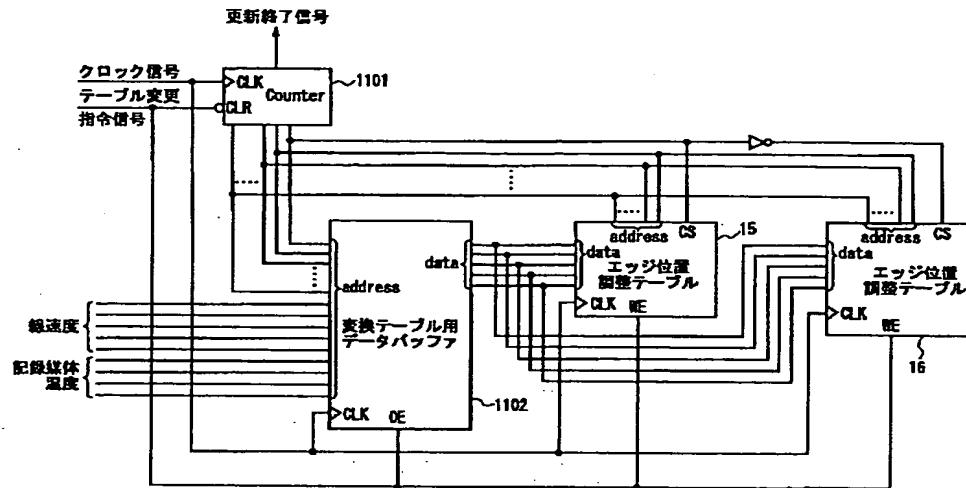 更新終了信号
クロック信号
テーブル変更
指令信号
CLK
Counter
CLR
1101
address
CS
15
data
エッジ位置
調整テーブル
CLK
WE
address
CS
data
エッジ位置
調整テーブル
CLK
WE
16
data
address
線速度
変換テーブル用
データバッファ
記録媒体
温度
CLK
OE
1102